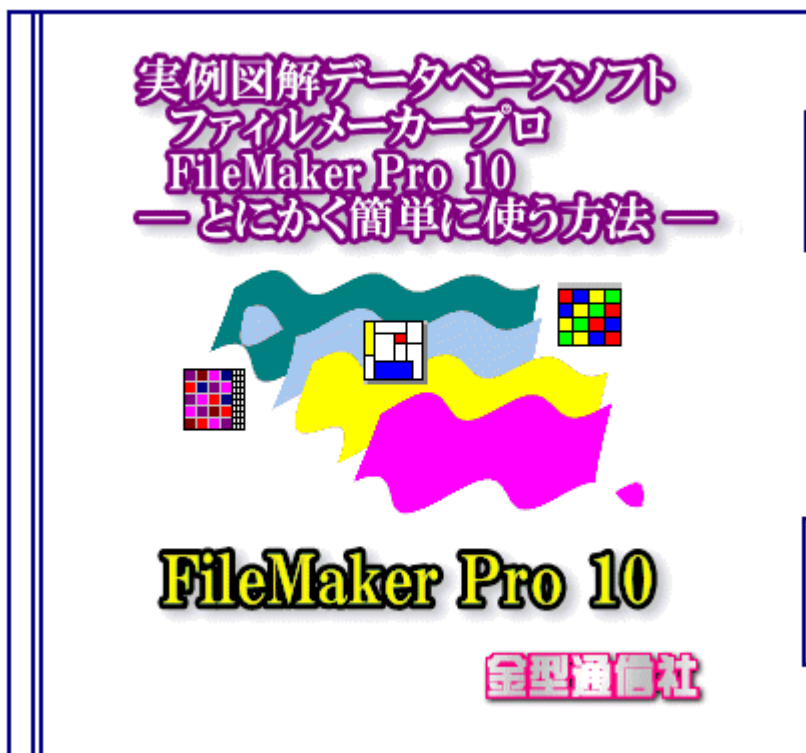 実例図解データベースソフト
ファィルメーカープロ
FileMaker Pro 10
― とにかく簡単に使う方法 ―
FileMaker Pro 10
金型通信社